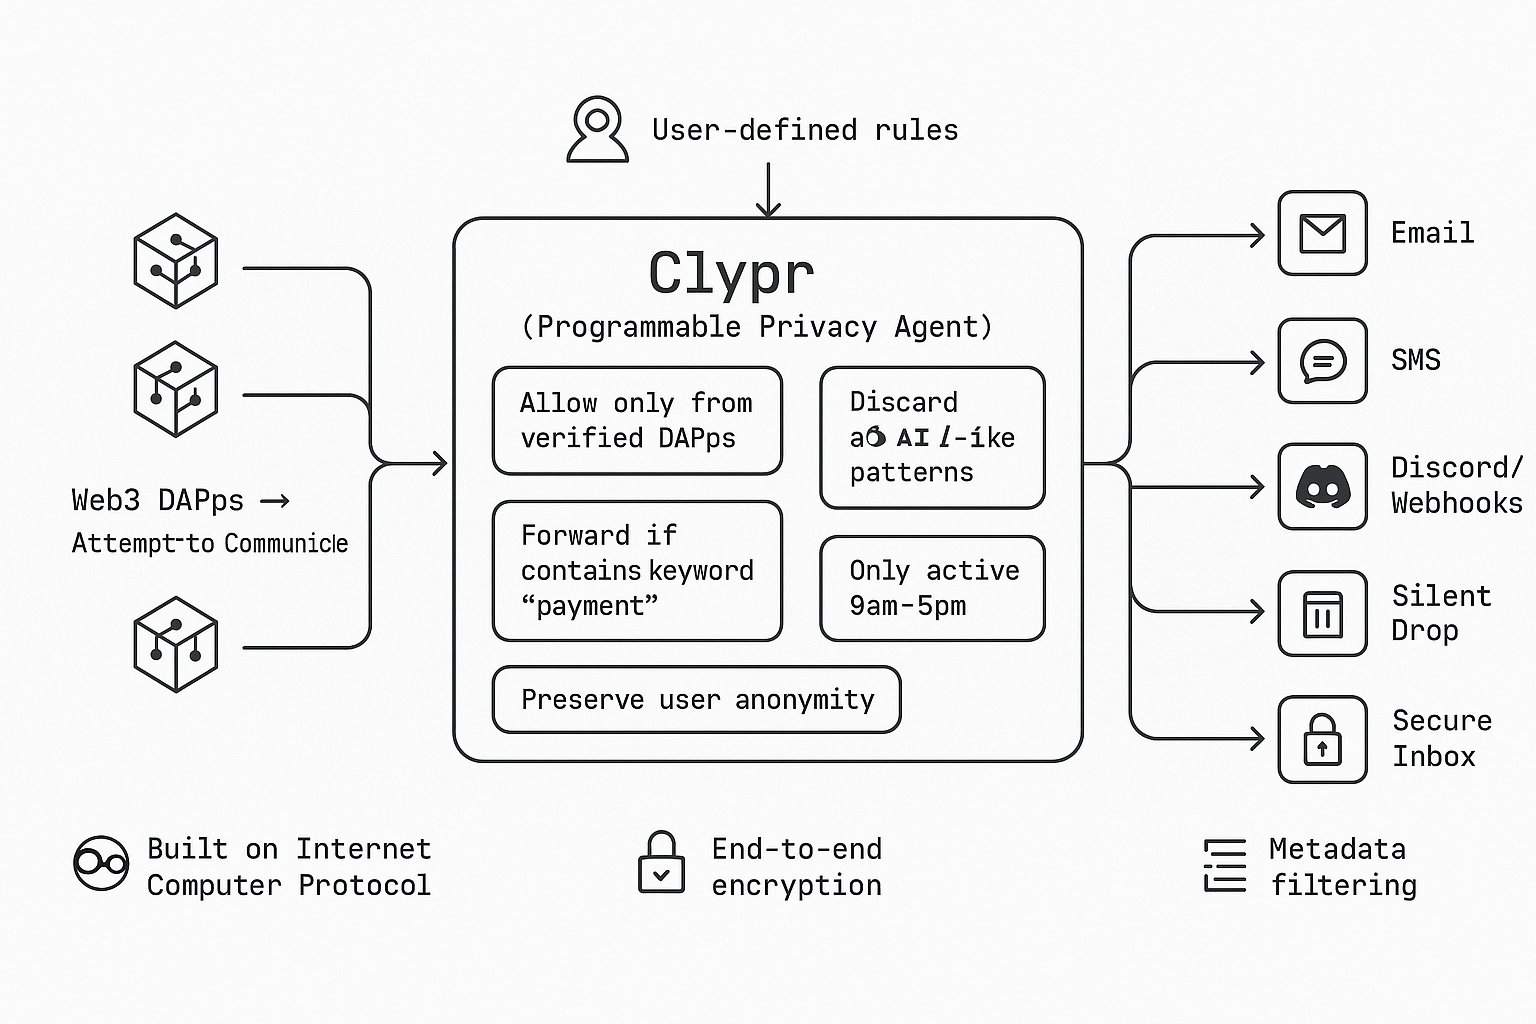 User-defined rules
Clypr
(Programmable Privacy Agent)
Allow only from
verified DAPps
Discard
AI
patterns
Forward if
contains keyword
“payment”
Only active
9am-5pm
Preserve user anonymity
Web3 DAPps →
Attempt-to Communicle
Email
SMS
Discord/
Webhooks
Silent
Drop
Secure
Inbox
Built on Internet
Computer Protocol
End-to-end
encryption
Metadata
filtering